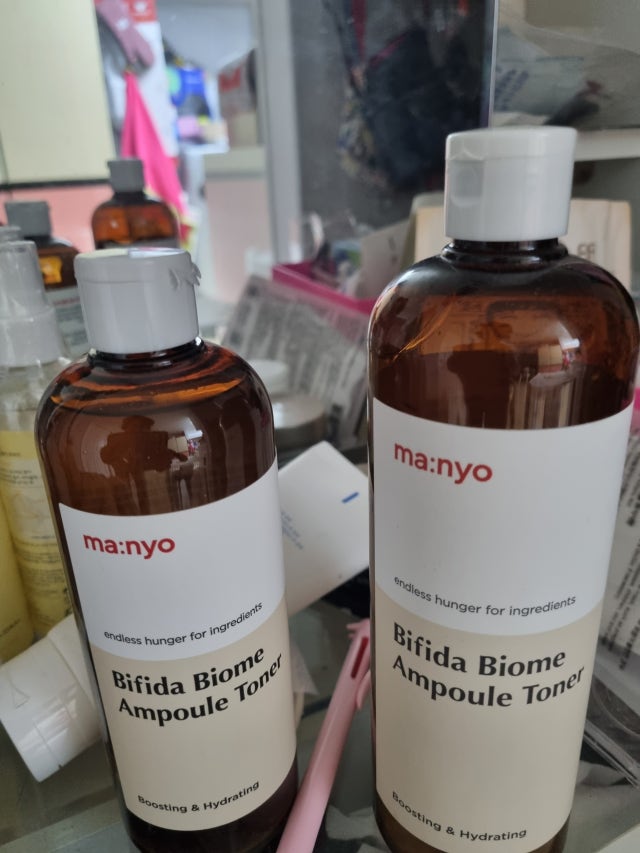 ma:nyo
endless hunger for ingredients
Bifida Biome
Ampoule Toner
Boosting & Hydrating
ma:nyo
endless hunger for ingredients
Bifida Biome
Ampoule Toner
Boosting & Hydrating